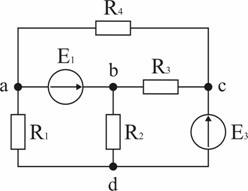 R₄
E₁
a b R₃ c
R₁ R₂ E₃
d